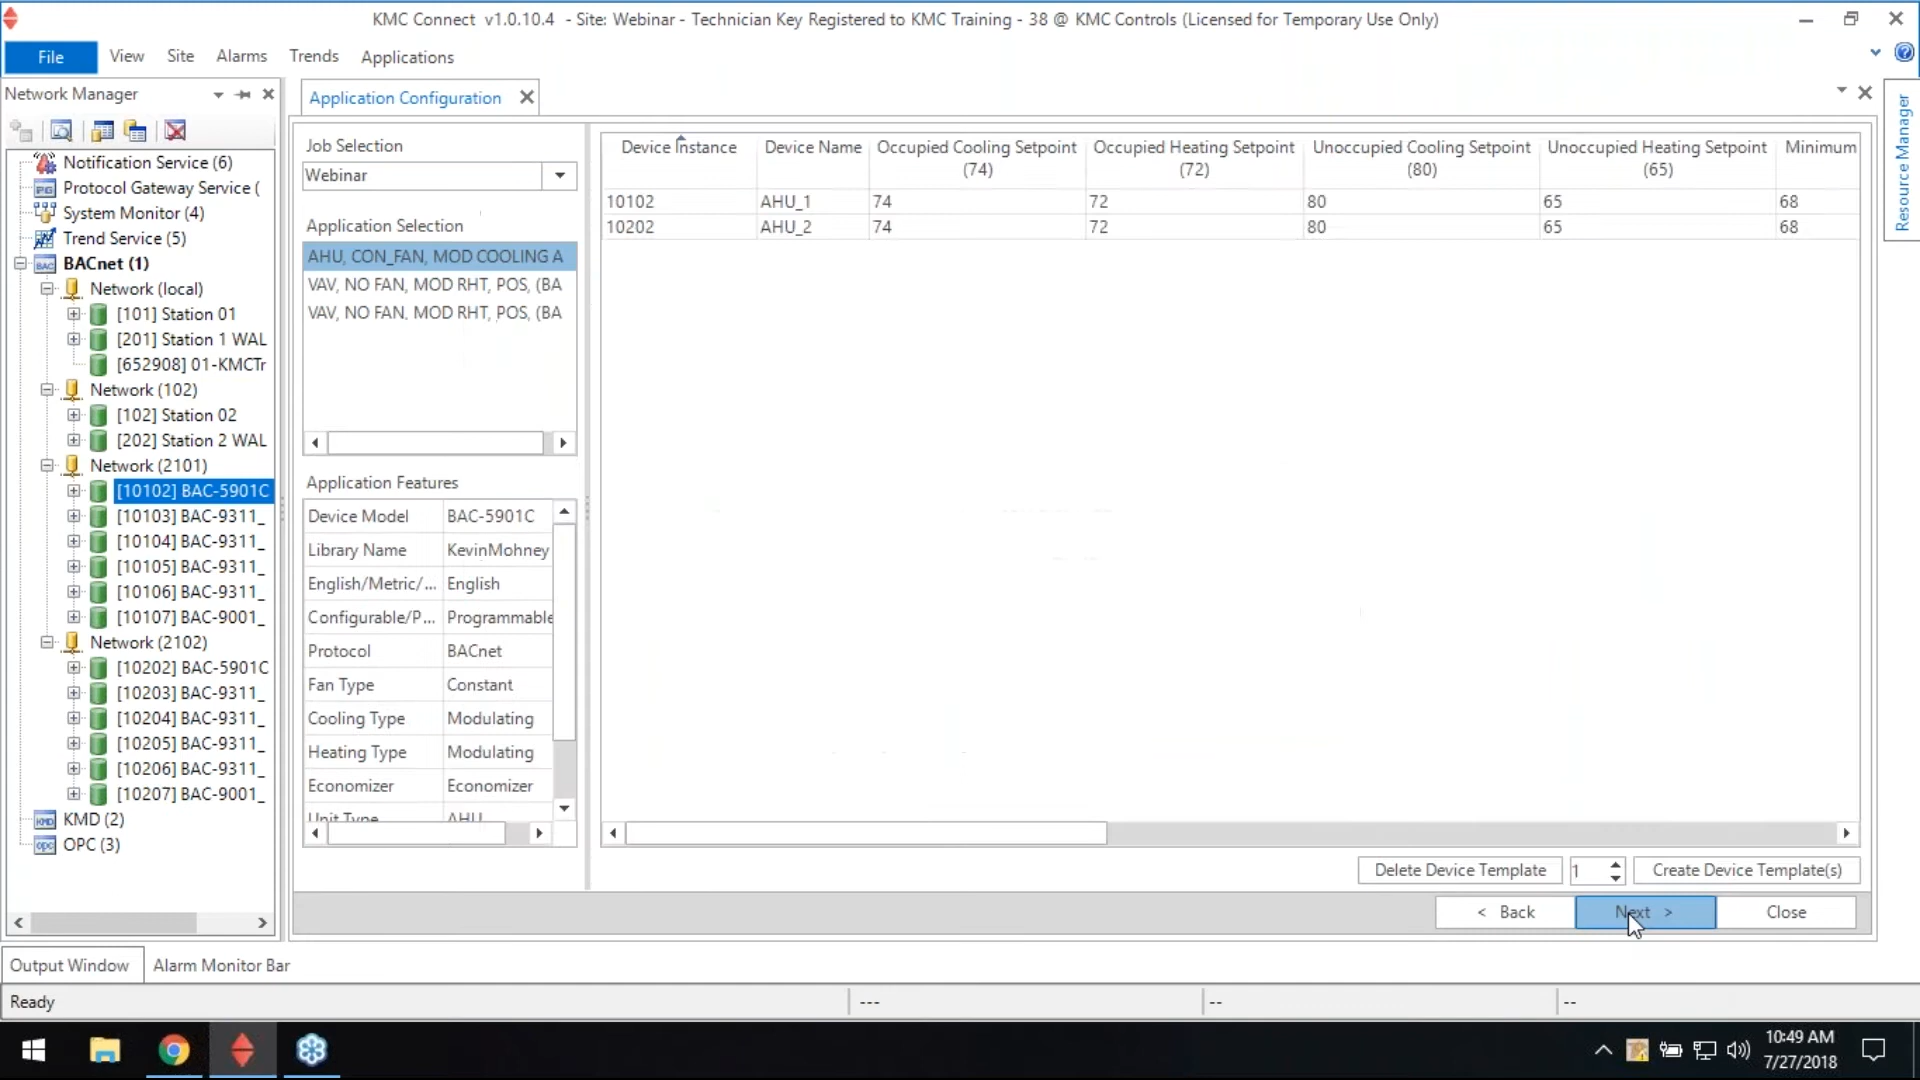 KMC Connect v1.0.10.4 - Site: Webinar - Technician Key Registered to KMC Training - 38 @ KMC Controls (Licensed for Temporary Use Only)
File View Site Alarms Trends Applications
Network Manager
Notification Service (6)
Protocol Gateway Service (
System Monitor (4)
Trend Service (5)
BACnet (1)
Network (local)
[101] Station 01
[201] Station 1 WAL
[652908] 01-KMCTr
Network (102)
[102] Station 02
[202] Station 2 WAL
Network (2101)
[10102] BAC-5901C
[10103] BAC-9311_
[10104] BAC-9311_
[10105] BAC-9311_
[10106] BAC-9311_
[10107] BAC-9001_
Network (2102)
[10202] BAC-5901C
[10203] BAC-9311_
[10204] BAC-9311_
[10205] BAC-9311_
[10206] BAC-9311_
[10207] BAC-9001_
KMD (2)
OPC (3)
Application Configuration
Job Selection
Webinar
Application Selection
AHU, CON_FAN, MOD COOLING A
VAV, NO FAN, MOD RHT, POS, (BA
VAV, NO FAN, MOD RHT, POS, (BA
Application Features
Device Model BAC-5901C
Library Name KevinMohney
English/Metric/... English
Configurable/P... Programmable
Protocol BACnet
Fan Type Constant
Cooling Type Modulating
Heating Type Modulating
Economizer Economizer
Unit Type AHU
Device Instance Device Name Occupied Cooling Setpoint (74) Occupied Heating Setpoint (72) Unoccupied Cooling Setpoint (80) Unoccupied Heating Setpoint (65) Minimum
10102 AHU_1 74 72 80 65 68
10202 AHU_2 74 72 80 65 68
Delete Device Template 1 Create Device Template(s)
< Back Next > Close
Resource Manager
Output Window Alarm Monitor Bar
Ready --- -- --
10:49 AM
7/27/2018